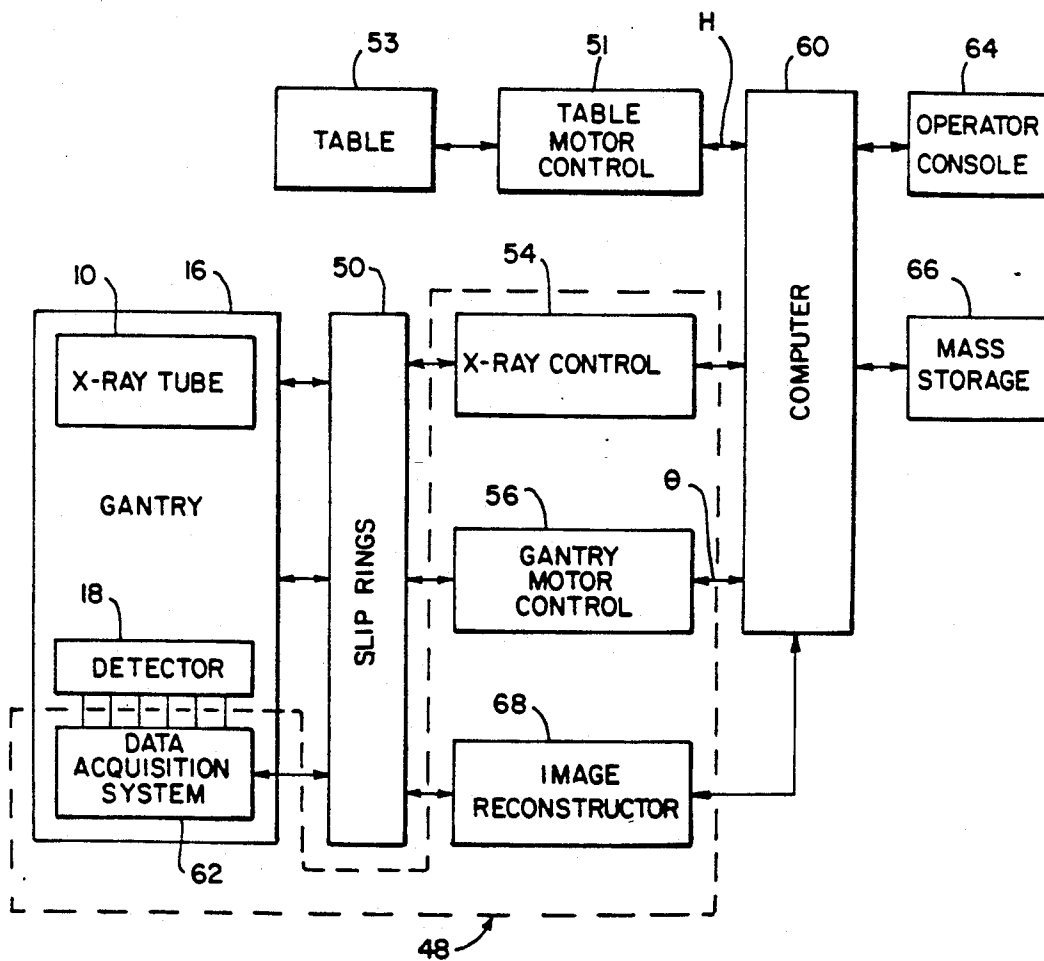 H
53
51
60
64
TABLE
TABLE
MOTOR
CONTROL
OPERATOR
CONSOLE
10
16
50
54
66
X-RAY TUBE
X-RAY CONTROL
COMPUTER
MASS
STORAGE
GANTRY
SLIP RINGS
56
θ
GANTRY
MOTOR
CONTROL
18
DETECTOR
68
DATA
ACQUISITION
SYSTEM
IMAGE
RECONSTRUCTOR
62
48